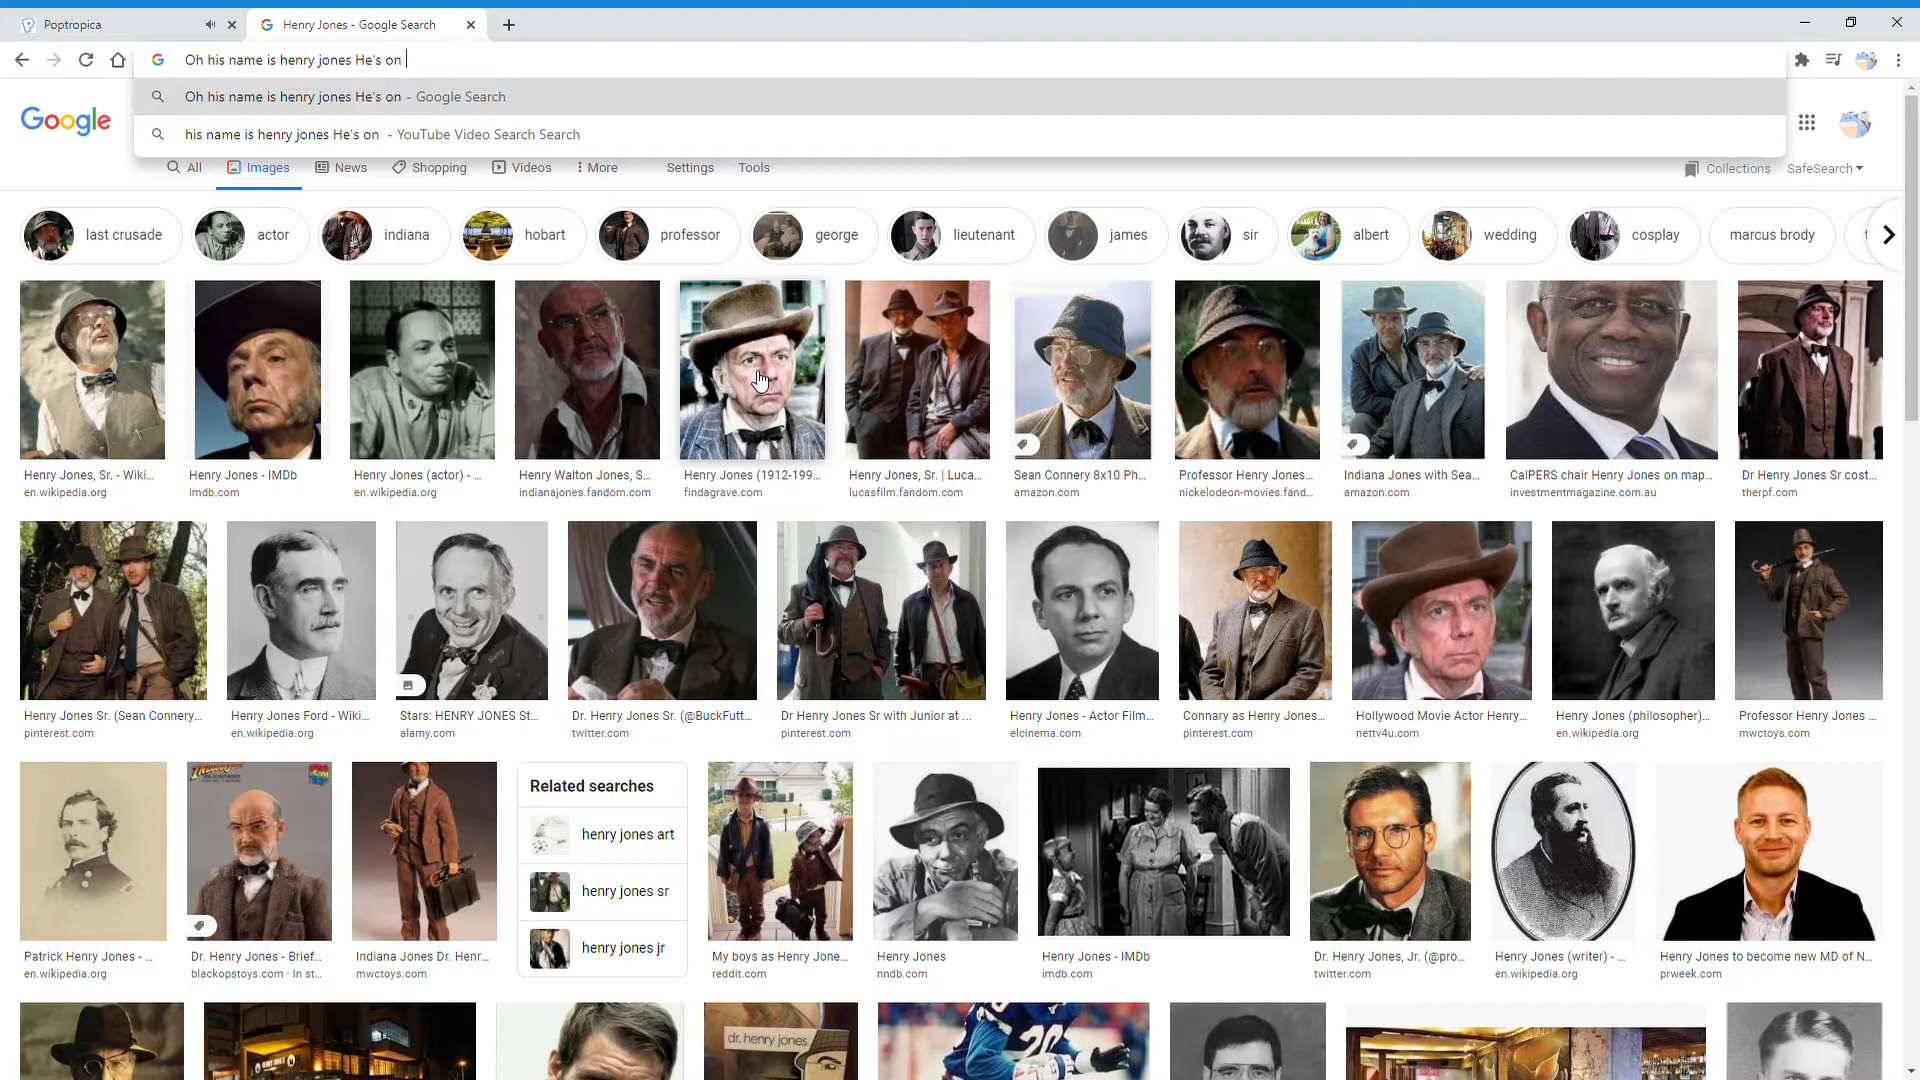 Poptropica
Henry Jones - Google Search
Oh his name is henry jones He's on
Oh his name is henry jones He's on - Google Search
his name is henry jones He's on - YouTube Video Search Search
Google
All
Images
News
Shopping
Videos
More
Settings
Tools
Collections
SafeSearch
last crusade
actor
indiana
hobart
professor
george
lieutenant
james
sir
albert
wedding
cosplay
marcus brody
Henry Jones, Sr. - Wiki...
en.wikipedia.org
Henry Jones - IMDb
imdb.com
Henry Jones (actor) - ...
en.wikipedia.org
Henry Walton Jones, S...
indianajones.fandom.com
Henry Jones (1912-199...
findagrave.com
Henry Jones, Sr. | Luca...
lucasfilm.fandom.com
Sean Connery 8x10 Ph...
amazon.com
Professor Henry Jones...
nickelodeon-movies.fand...
Indiana Jones with Sea...
amazon.com
CalPERS chair Henry Jones on map...
investmentmagazine.com.au
Dr Henry Jones Sr cost...
therpf.com
Henry Jones Sr. (Sean Connery...
pinterest.com
Henry Jones Ford - Wiki...
en.wikipedia.org
Stars: HENRY JONES St...
alamy.com
Dr. Henry Jones Sr. (@BuckFutt...
twitter.com
Dr Henry Jones Sr with Junior at ...
pinterest.com
Henry Jones - Actor Film...
elcinema.com
Connary as Henry Jones...
pinterest.com
Hollywood Movie Actor Henry...
nettv4u.com
Henry Jones (philosopher)...
en.wikipedia.org
Professor Henry Jones ...
mwctoys.com
Patrick Henry Jones - ...
en.wikipedia.org
Dr. Henry Jones - Brief...
blackopstoys.com · In st...
Indiana Jones Dr. Henr...
mwctoys.com
Related searches
henry jones art
henry jones sr
henry jones jr
My boys as Henry Jone...
reddit.com
Henry Jones
nndb.com
Henry Jones - IMDb
imdb.com
Dr. Henry Jones, Jr. (@pro...
twitter.com
Henry Jones (writer) - ...
en.wikipedia.org
Henry Jones to become new MD of N...
prweek.com
dr. henry jones
20